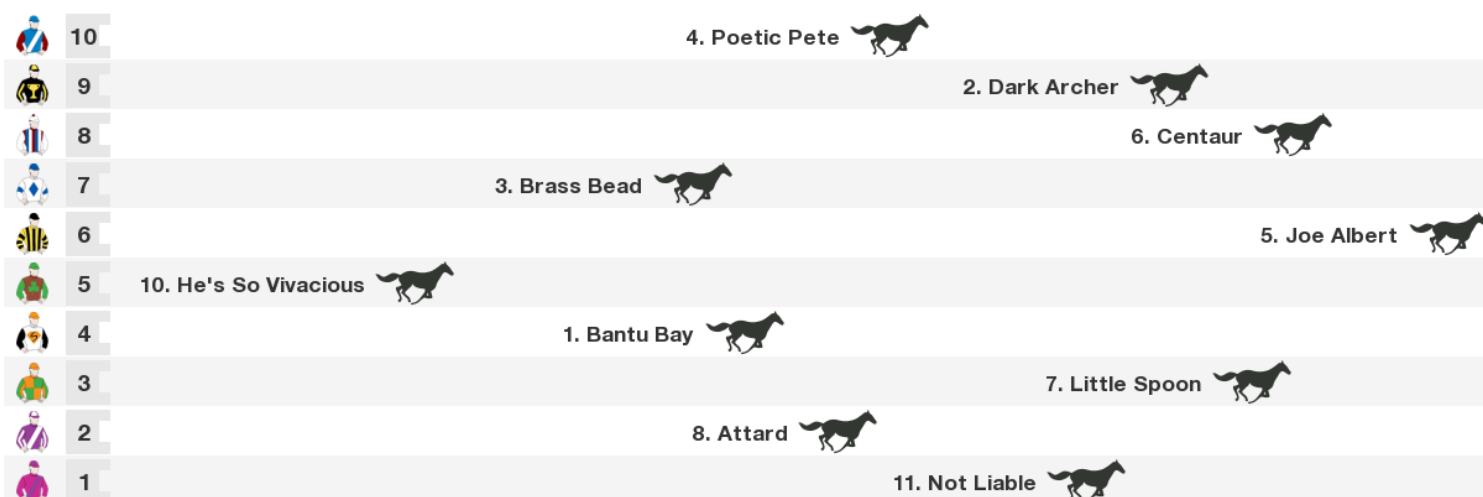 10 4. Poetic Pete
9 2. Dark Archer
8 6. Centaur
7 3. Brass Bead
6 5. Joe Albert
5 10. He's So Vivacious
4 1. Bantu Bay
3 7. Little Spoon
2 8. Attard
1 11. Not Liable